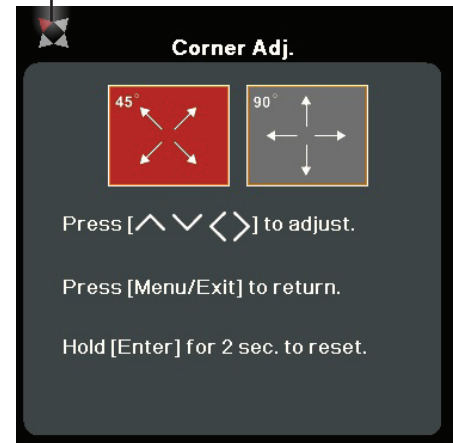 Corner Adj.
45° 90°
Press [∧ ∨ < >] to adjust.
Press [Menu/Exit] to return.
Hold [Enter] for 2 sec. to reset.